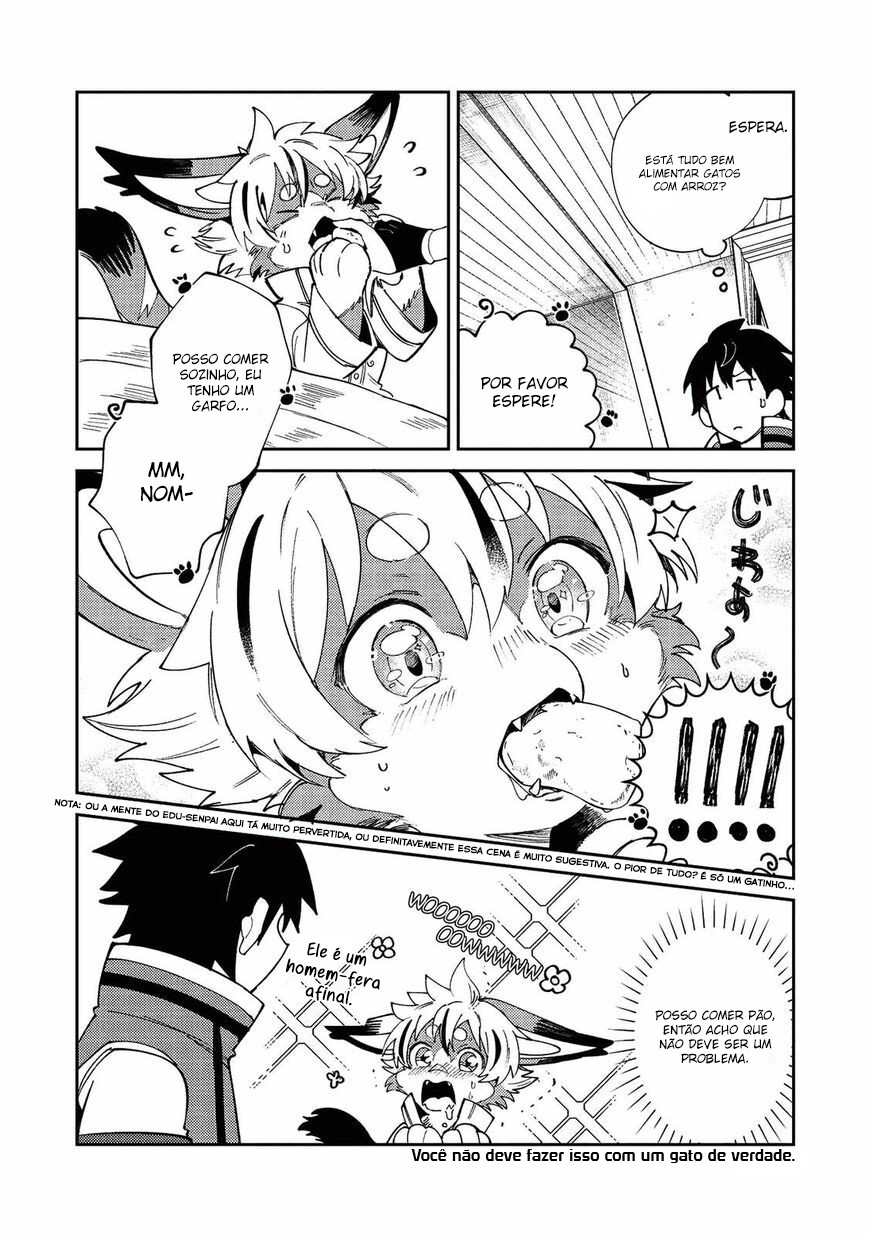 ESPERA.
ESTÁ TUDO BEM
ALIMENTAR GATOS
COM ARROZ?
POR FAVOR
ESPERE!
POSSO COMER
SOZINHO, EU
TENHO UM
GARFO...
MM,
NOM-
じわぁ~
!!!!
NOTA: OU A MENTE DO EDU-SENPAI AQUI TÁ MUITO PERVERTIDA, OU DEFINITAVEMENTE ESSA CENA É MUITO SUGESTIVA. O PIOR DE TUDO? É SÓ UM GATINHO...
POSSO COMER PÃO,
ENTÃO ACHO QUE
NÃO DEVE SER UM
PROBLEMA.
WOOOOOO
OOWWWWWW
Ele é um
homem-fera
afinal.
Você não deve fazer isso com um gato de verdade.